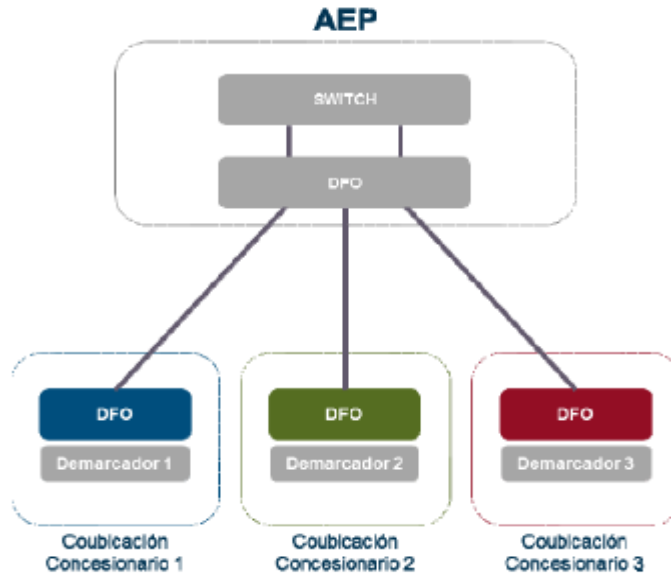 AEP
SWITCH
DFO
DFO
DFO
DFO
Demarcador 1
Demarcador 2
Demarcador 3
Coubicación
Concesionario 1
Coubicación
Concesionario 2
Coubicación
Concesionario 3